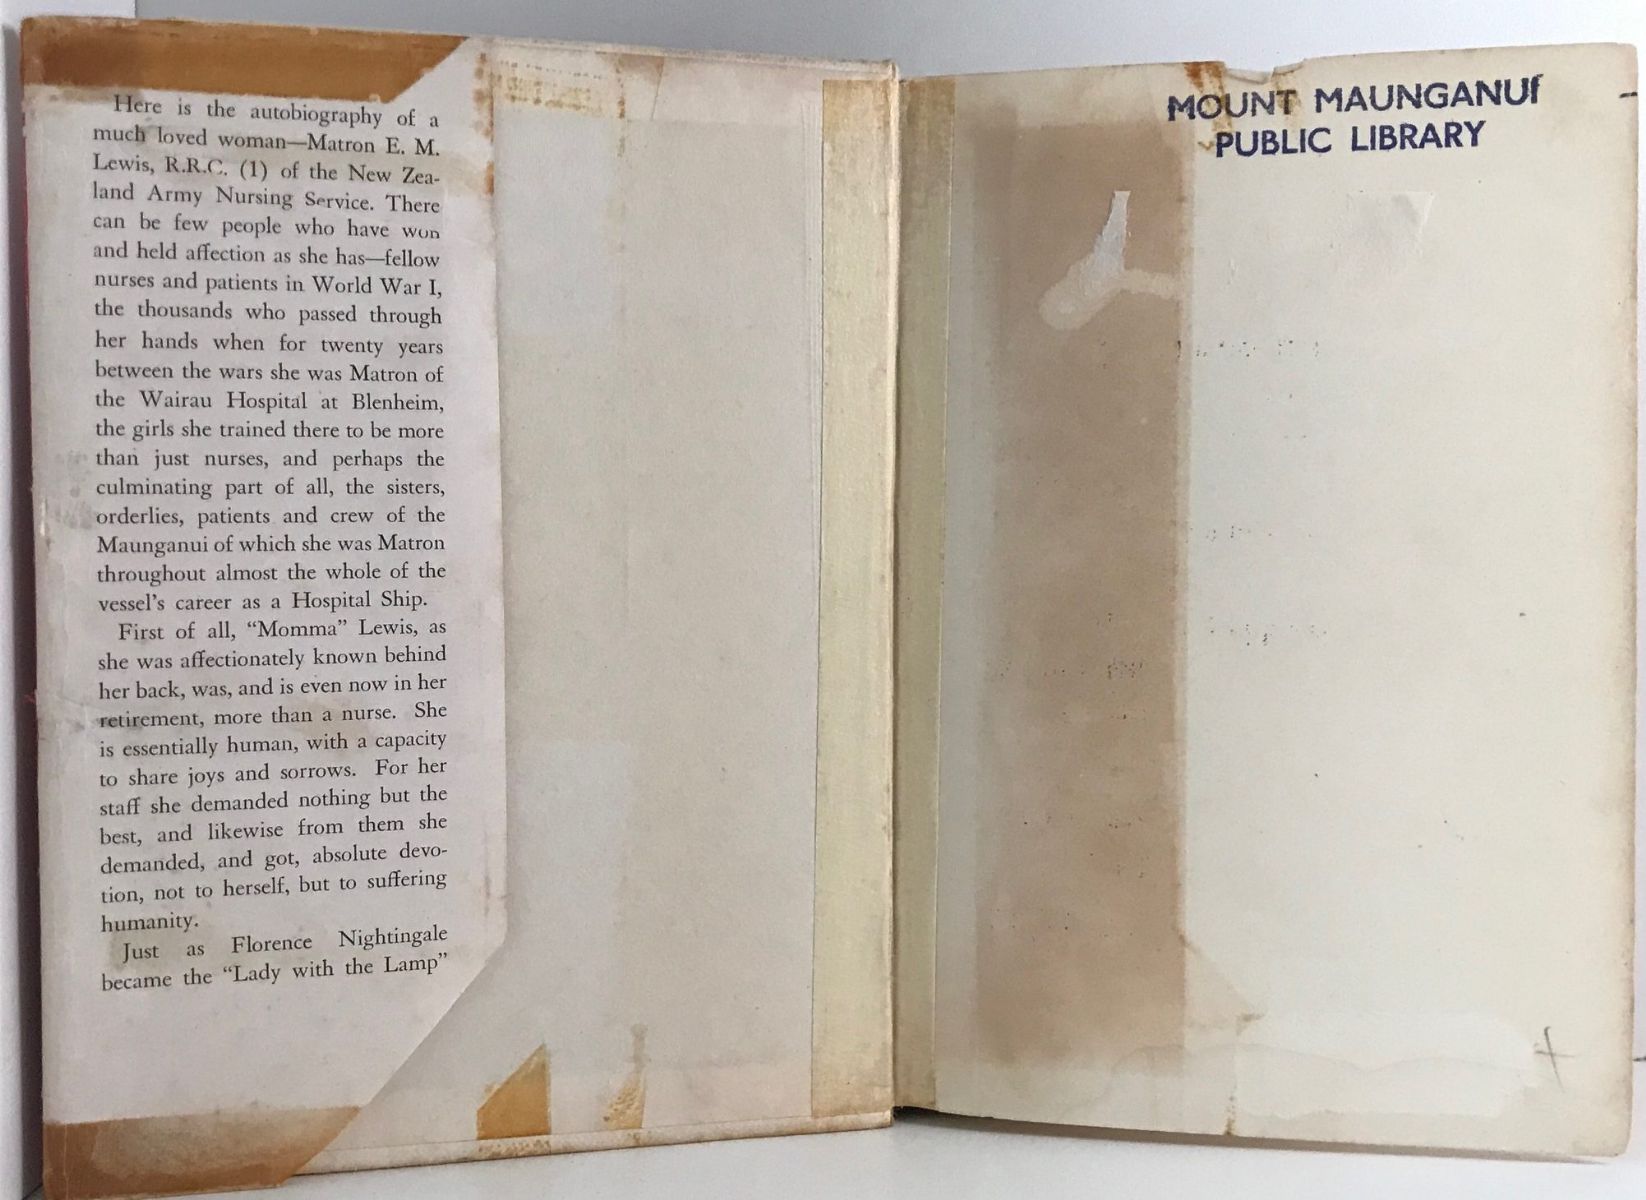 Here is the autobiography of a
much loved woman—Matron E. M.
Lewis, R.R.C. (1) of the New Zea-
land Army Nursing Service. There
can be few people who have won
and held affection as she has—fellow
nurses and patients in World War I,
the thousands who passed through
her hands when for twenty years
between the wars she was Matron of
the Wairau Hospital at Blenheim,
the girls she trained there to be more
than just nurses, and perhaps the
culminating part of all, the sisters,
orderlies, patients and crew of the
Maunganui of which she was Matron
throughout almost the whole of the
vessel's career as a Hospital Ship.
First of all, "Momma" Lewis, as
she was affectionately known behind
her back, was, and is even now in her
retirement, more than a nurse. She
is essentially human, with a capacity
to share joys and sorrows. For her
staff she demanded nothing but the
best, and likewise from them she
demanded, and got, absolute devo-
tion, not to herself, but to suffering
humanity.
Just as Florence Nightingale
became the "Lady with the Lamp"
MOUNT MAUNGANUI
PUBLIC LIBRARY